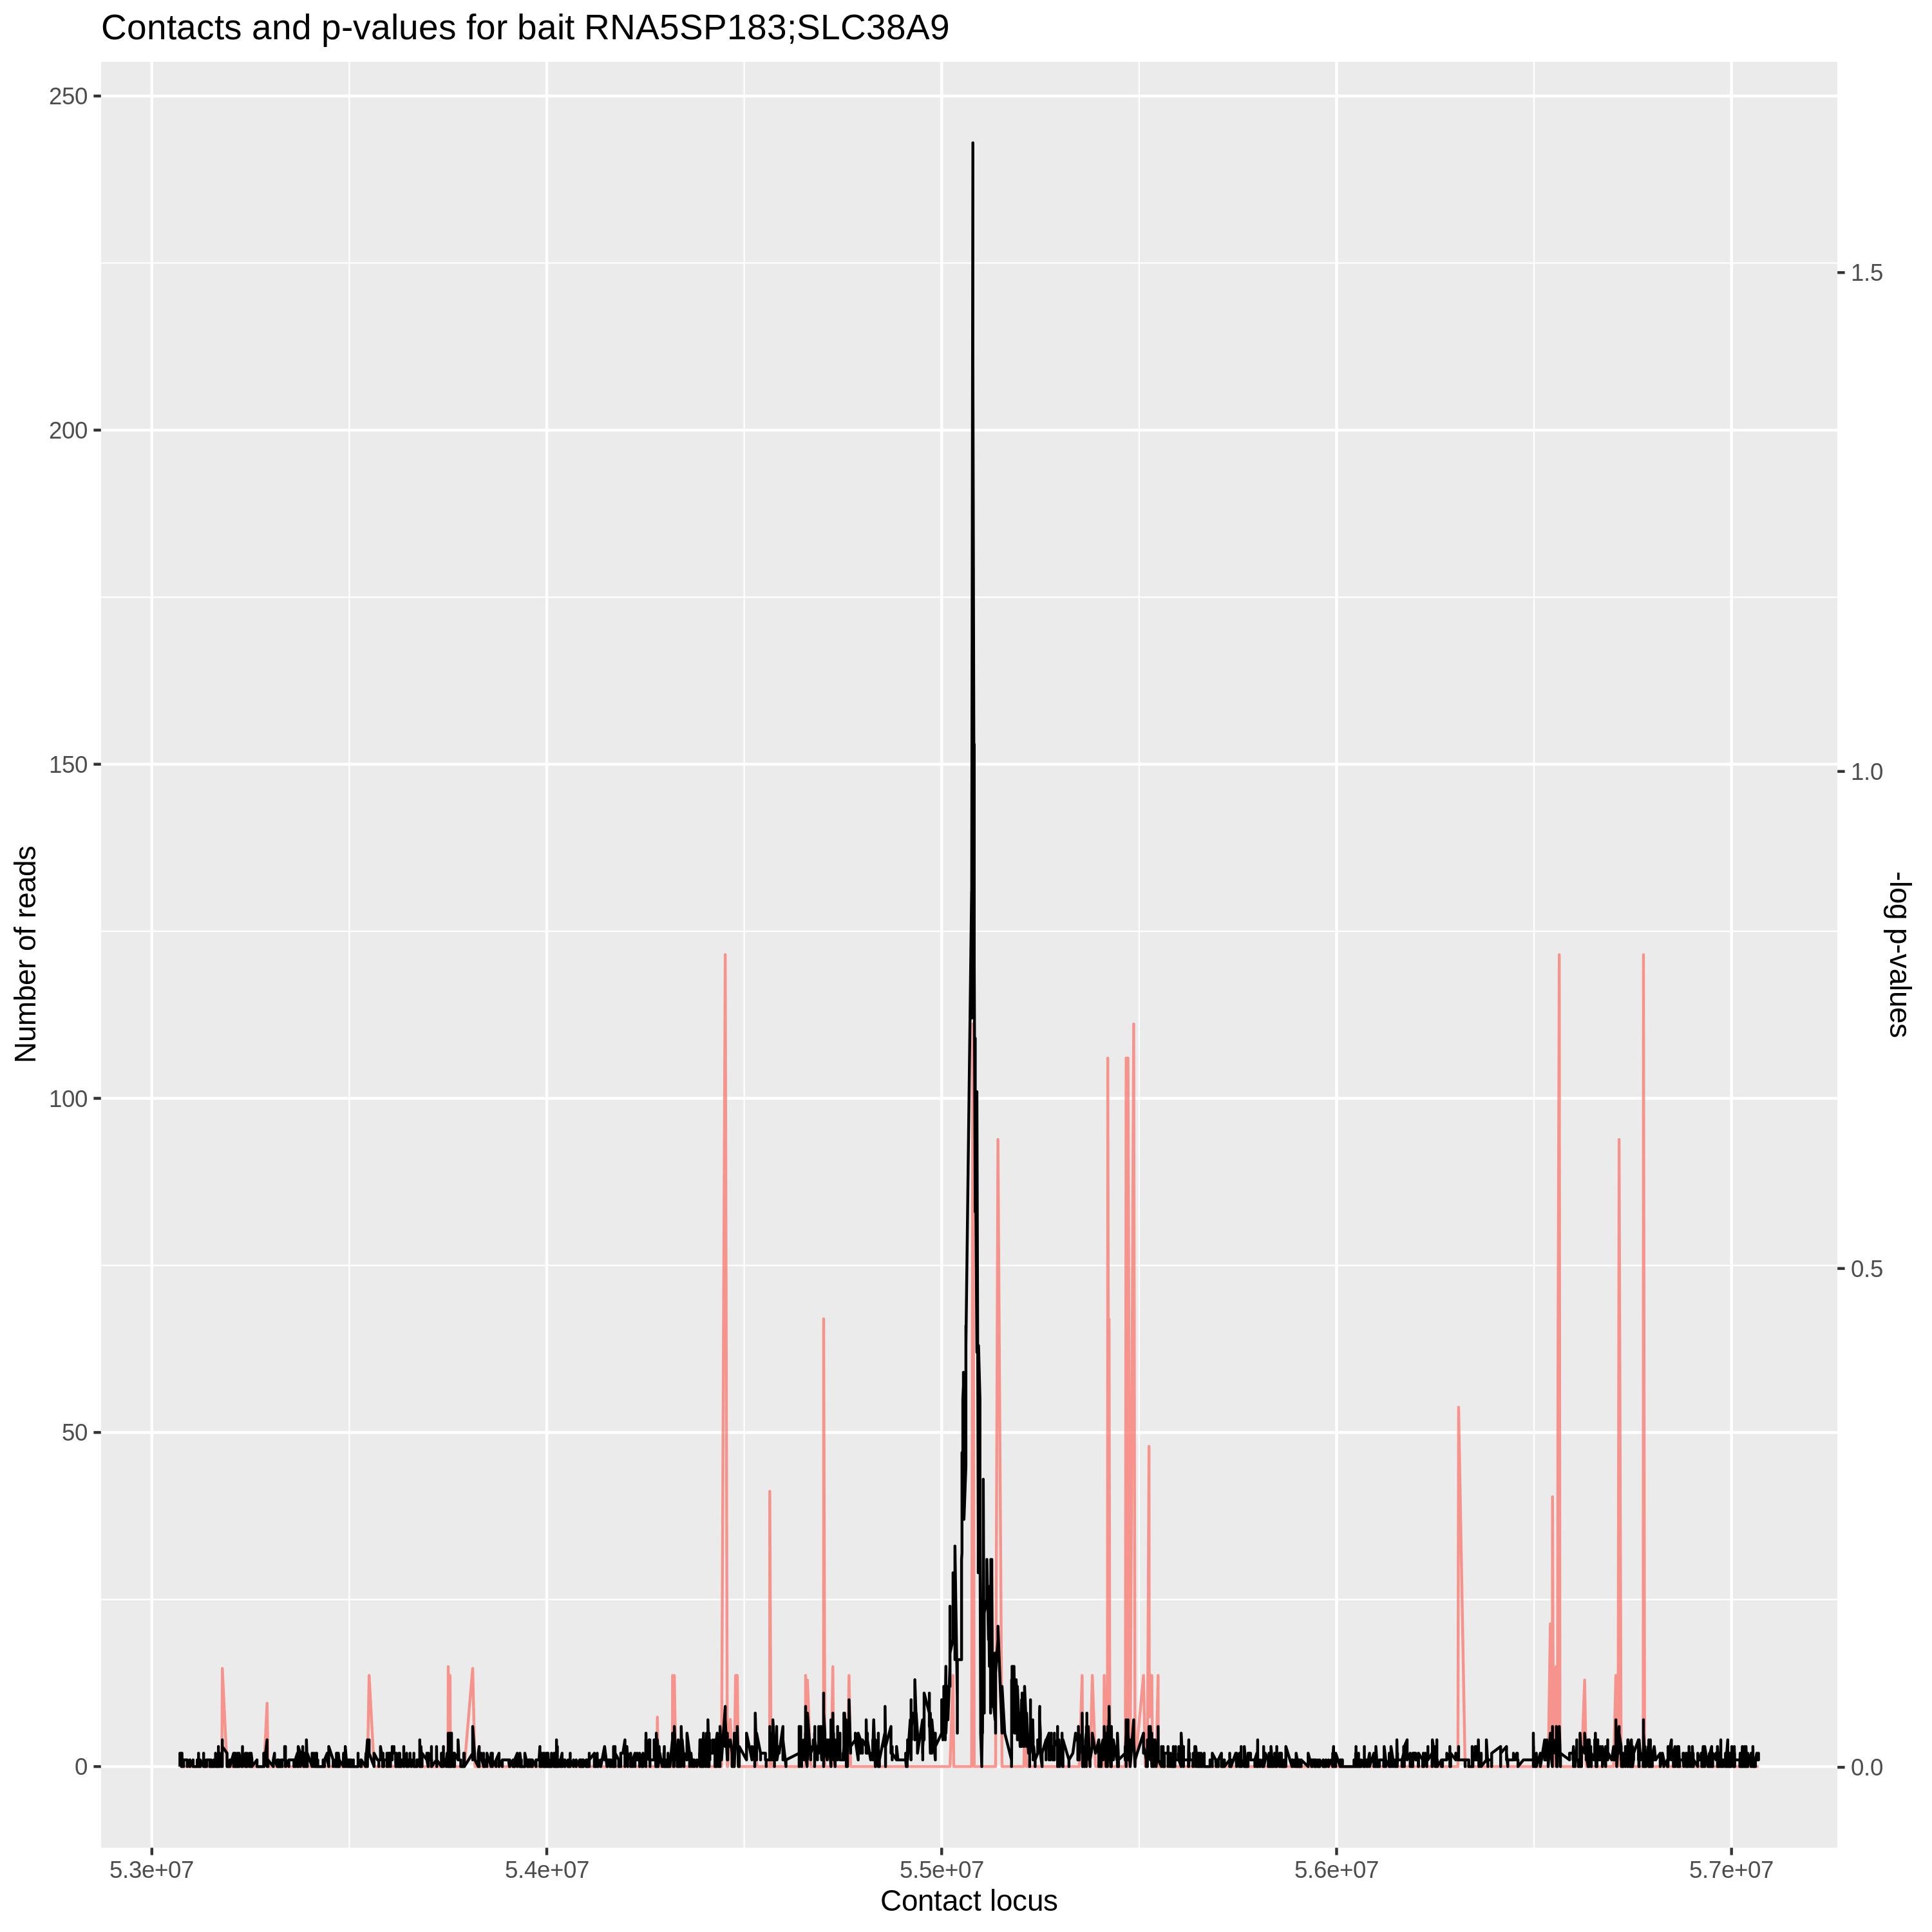 Contacts and p-values for bait RNA5SP183;SLC38A9
250
200
150
100
50
0
Number of reads
1.5
1.0
0.5
0.0
-log p-values
5.3e+07 5.4e+07 5.5e+07 5.6e+07 5.7e+07
Contact locus